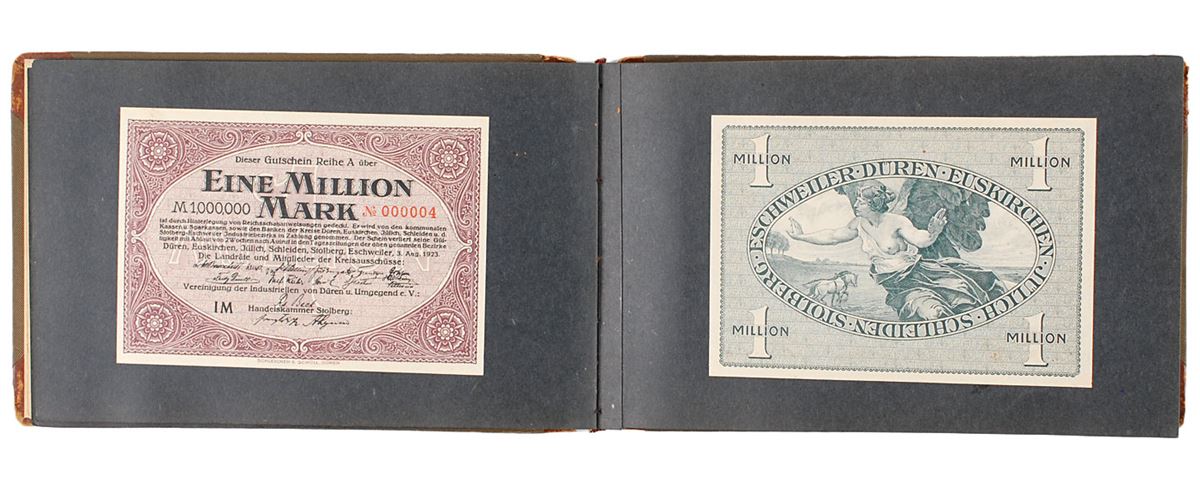 Dieser Gutschein Reihe A über
EINE MILLION
M 1,000,000 MARK № 000004
ist durch Hinterlegung von Reichsschatzanweisungen gedeckt. Er wird von den kommunalen
Kassen u. Sparkassen, sowie den Banken der Kreise Düren, Euskirchen, Jülich, Schleiden u. d.
Stolberg-Eschweiler Industriebezirks in Zahlung genommen. Der Schein verliert seine Gül-
tigkeit mit Ablauf von 2 Wochen nach Aufruf in den Tageszeitungen der oben genannten Bezirke
Düren, Euskirchen, Jülich, Schleiden, Stolberg, Eschweiler, 3. Aug. 1923.
Die Landräte und Mitglieder der Kreisausschüsse:
Vereinigung der Industriellen von Düren u. Umgegend e. V.:
1M
Handelskammer Stolberg:
1 MILLION
1 MILLION
ESCHWEILER·DÜREN·EUSKIRCHEN·JÜLICH·SCHLEIDEN·STOLBERG·
1 MILLION
1 MILLION